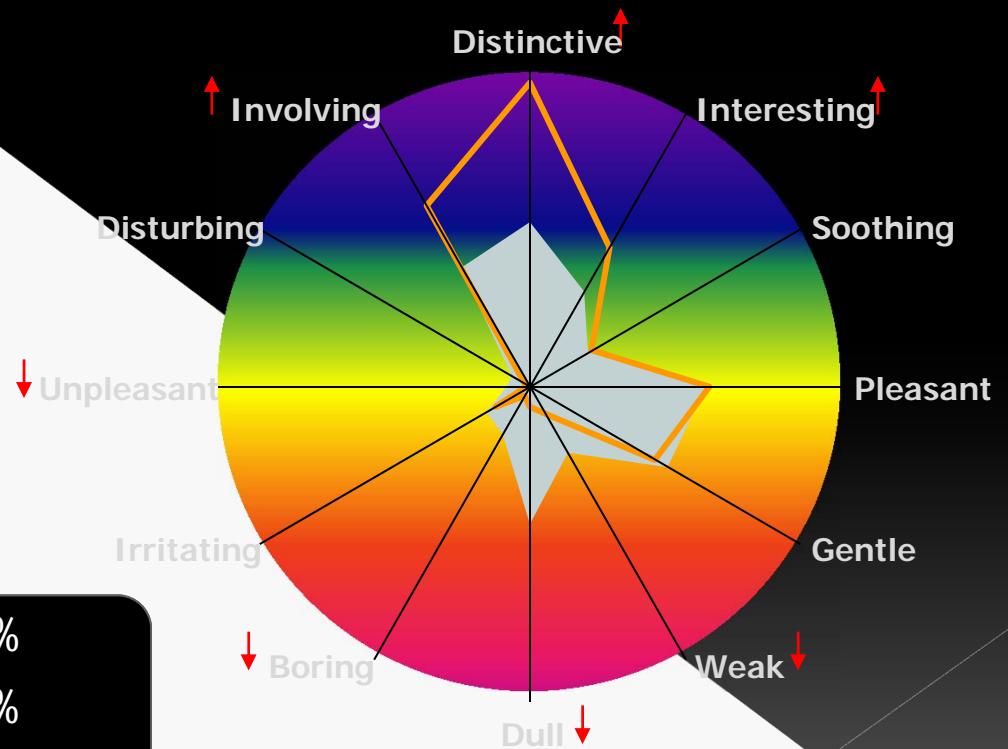 Distinctive
Involving
Interesting
Disturbing
Soothing
Unpleasant
Pleasant
Irritating
Gentle
%
Boring
Weak
%
Dull